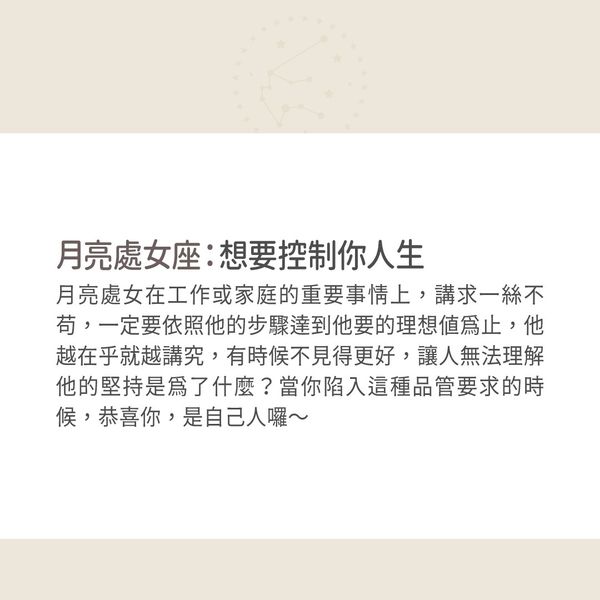 月亮處女座：想要控制你人生
月亮處女在工作或家庭的重要事情上，講求一絲不
苟，一定要依照他的步驟達到他要的理想値爲止，他
越在乎就越講究，有時候不見得更好，讓人無法理解
他的堅持是爲了什麼？當你陷入這種品管要求的時
候，恭喜你，是自己人囉～